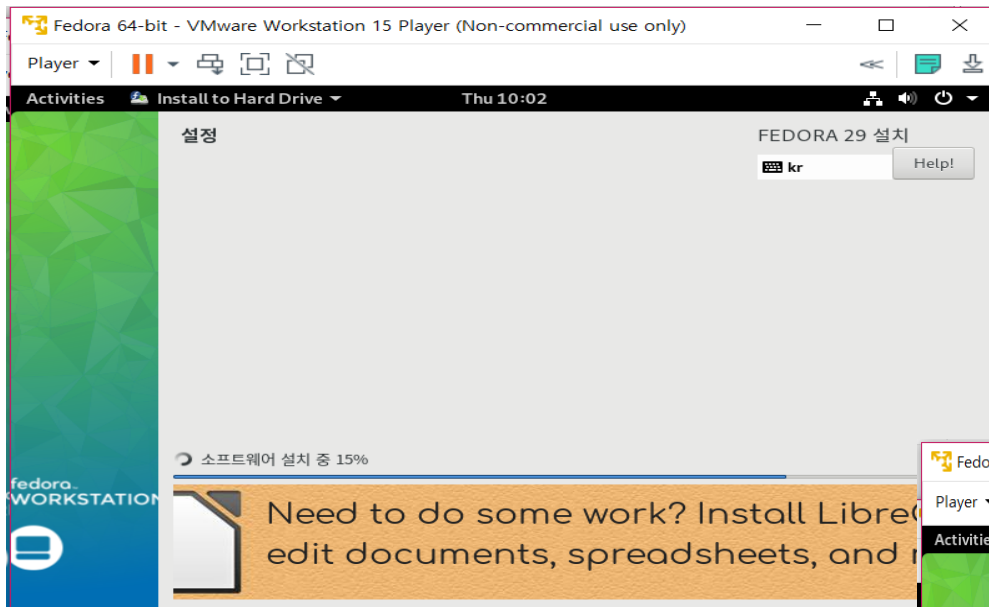 Fedora 64-bit - VMware Workstation 15 Player (Non-commercial use only)
Player
Activities Install to Hard Drive Thu 10:02
설정
FEDORA 29 설치
kr
Help!
소프트웨어 설치 중 15%
fedora
WORKSTATION
Need to do some work? Install Libre
edit documents, spreadsheets, and
Fedo
Player
Activitie